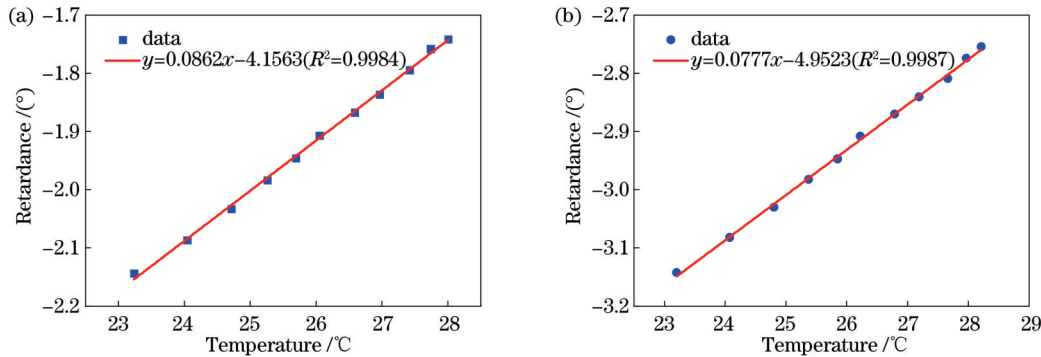 (a)
−1.7
−1.8
−1.9
−2.0
−2.1
−2.2
Retardance /(°)
data
y=0.0862x−4.1563(R²=0.9984)
23 24 25 26 27 28
Temperature /℃
(b)
−2.6
−2.7
−2.8
−2.9
−3.0
−3.1
−3.2
Retardance /(°)
data
y=0.0777x−4.9523(R²=0.9987)
23 24 25 26 27 28 29
Temperature /℃